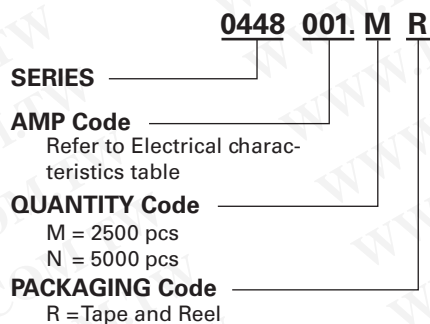 0448 001. M R
SERIES
AMP Code
Refer to Electrical charac-
teristics table
QUANTITY Code
M = 2500 pcs
N = 5000 pcs
PACKAGING Code
R =Tape and Reel